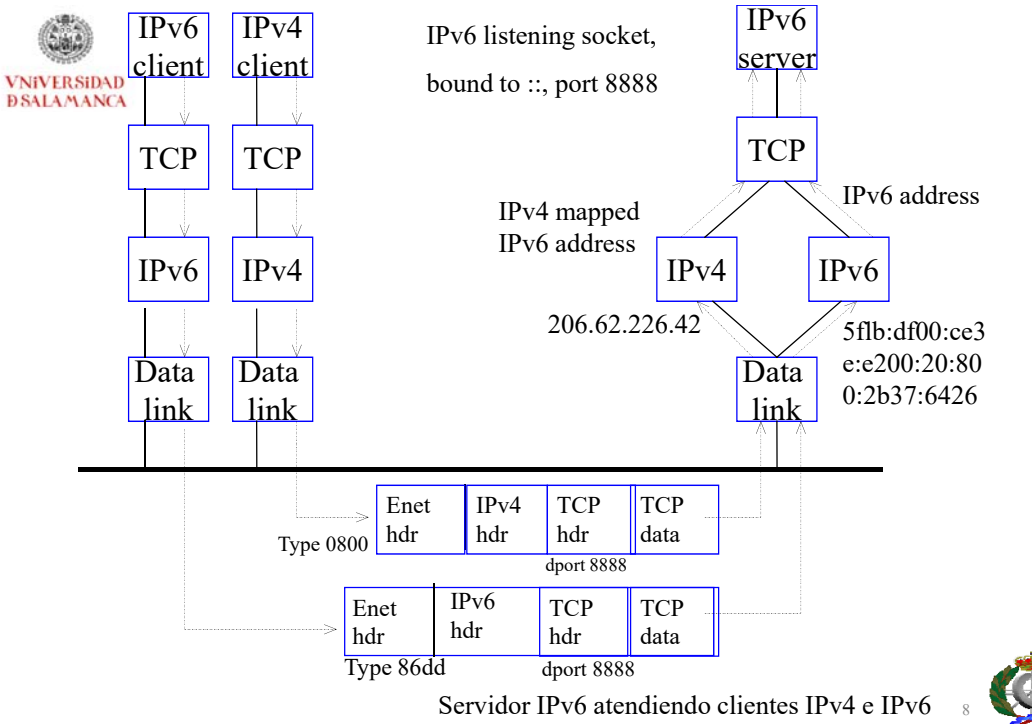 VNiVERSiDAD
D SALAMANCA
IPv6
client
IPv4
client
IPv6 listening socket,
bound to ::, port 8888
IPv6
server
TCP
TCP
TCP
IPv4 mapped
IPv6 address
IPv6 address
IPv6
IPv4
IPv4
IPv6
206.62.226.42
5flb:df00:ce3
e:e200:20:80
0:2b37:6426
Data
link
Data
link
Data
link
Enet
hdr
IPv4
hdr
TCP
hdr
TCP
data
Type 0800
dport 8888
Enet
hdr
IPv6
hdr
TCP
hdr
TCP
data
Type 86dd
dport 8888
Servidor IPv6 atendiendo clientes IPv4 e IPv6
8